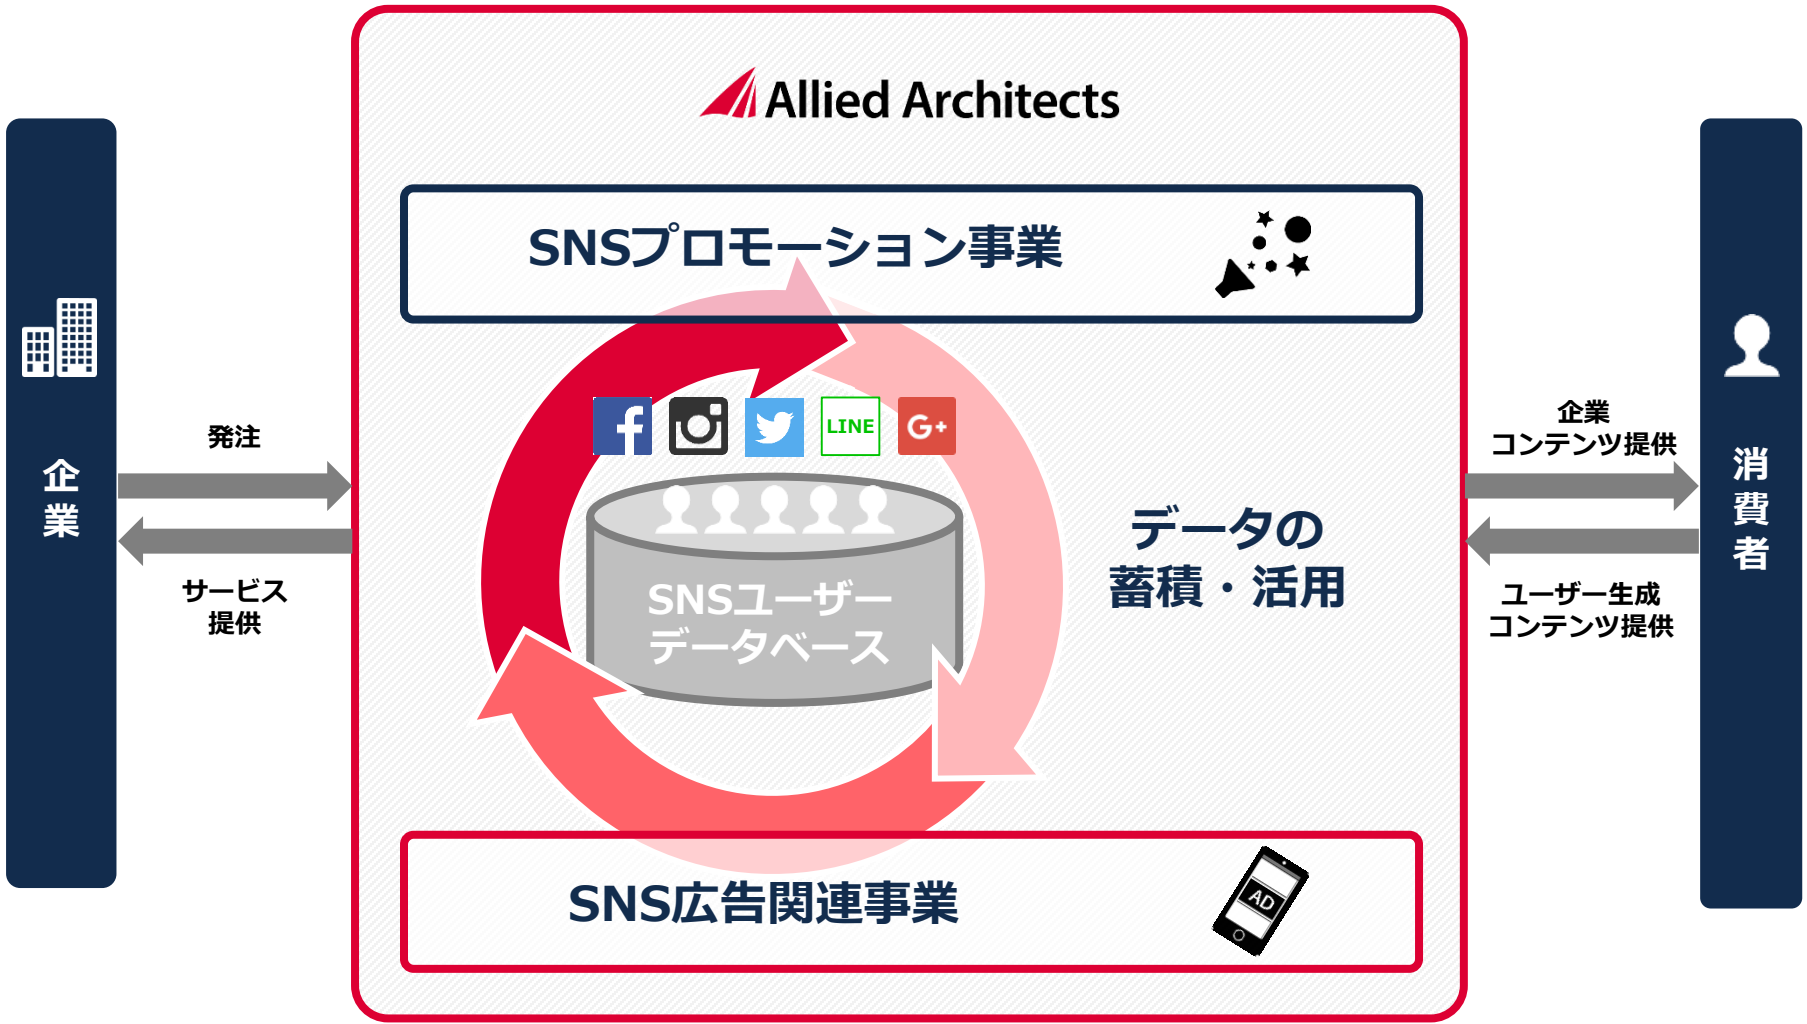 Allied Architects
SNSプロモーション事業
企
業
発注
サービス
提供
LINE
G+
SNSユーザー
データベース
データの
蓄積・活用
企業
コンテンツ提供
ユーザー生成
コンテンツ提供
消
費
者
SNS広告関連事業
AD